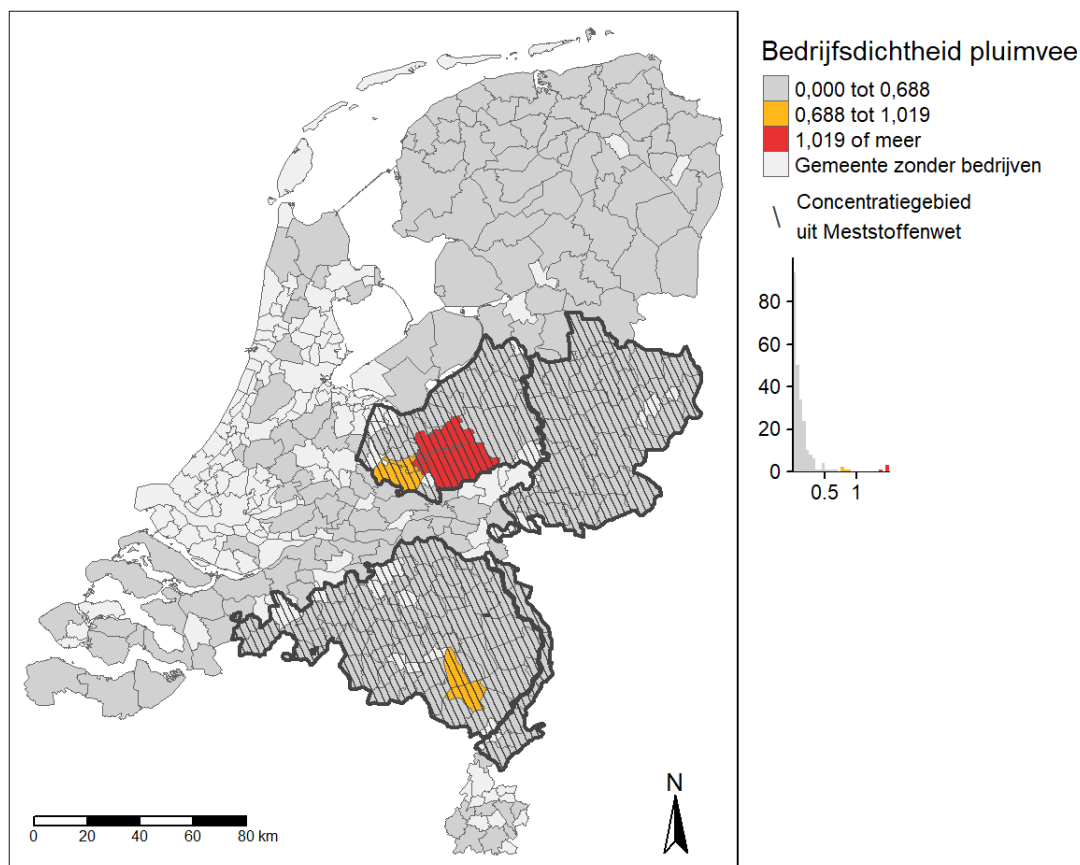 Bedrijfsdichtheid pluimvee
0,000 tot 0,688
0,688 tot 1,019
1,019 of meer
Gemeente zonder bedrijven
Concentratiegebied
uit Meststoffenwet
80
60
40
20
0
0.5 1
N
0 20 40 60 80 km